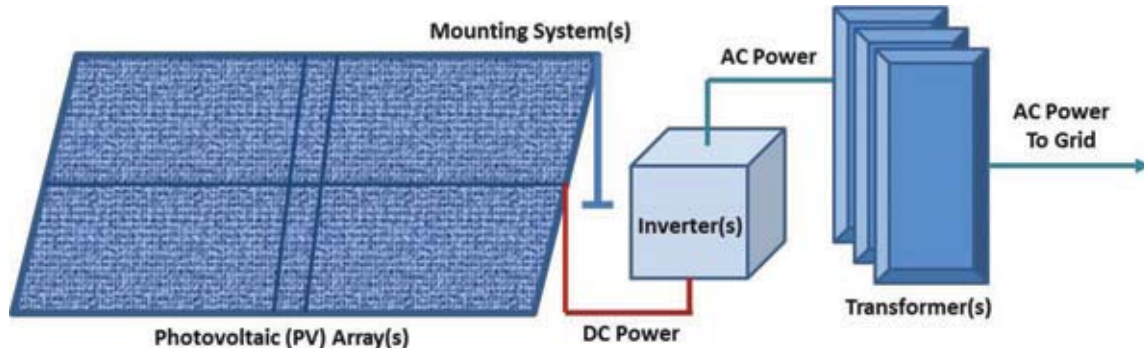 Mounting System(s)
AC Power
AC Power
To Grid
Inverter(s)
Transformer(s)
Photovoltaic (PV) Array(s)
DC Power